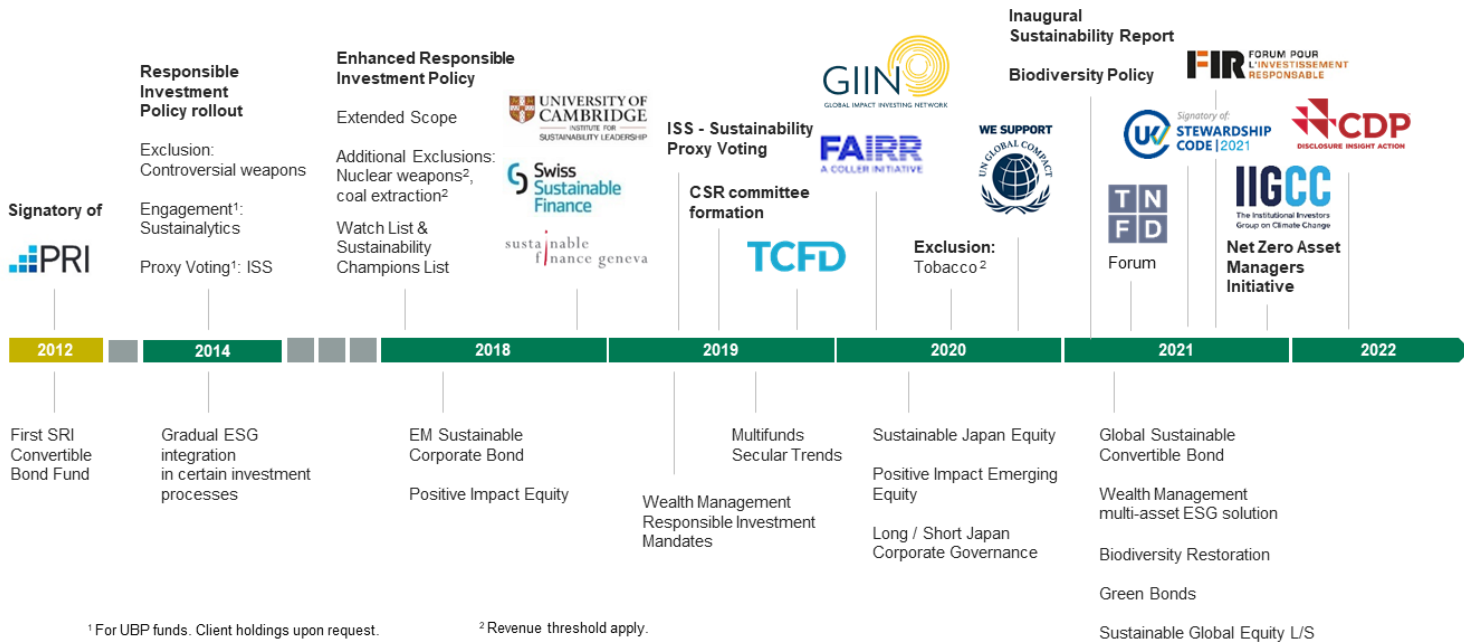 Signatory of
PRI
Responsible
Investment
Policy rollout
Exclusion:
Controversial weapons
Engagement¹:
Sustainalytics
Proxy Voting¹: ISS
Enhanced Responsible
Investment Policy
Extended Scope
Additional Exclusions:
Nuclear weapons²,
coal extraction²
Watch List &
Sustainability
Champions List
UNIVERSITY OF
CAMBRIDGE
INSTITUTE FOR
SUSTAINABILITY LEADERSHIP
Swiss
Sustainable
Finance
sustainable
finance geneva
ISS - Sustainability
Proxy Voting
CSR committee
formation
TCFD
GIIN
GLOBAL IMPACT INVESTING NETWORK
FAIRR
A COLLER INITIATIVE
Exclusion:
Tobacco²
WE SUPPORT
UN GLOBAL COMPACT
Inaugural
Sustainability Report
Biodiversity Policy
TN
FD
Forum
FIR
FORUM POUR
L'INVESTISSEMENT
RESPONSABLE
UK
Signatory of:
STEWARDSHIP
CODE | 2021
IIGCC
The Institutional Investors
Group on Climate Change
Net Zero Asset
Managers
Initiative
CDP
DISCLOSURE INSIGHT ACTION
2012
2014
2018
2019
2020
2021
2022
First SRI
Convertible
Bond Fund
Gradual ESG
integration
in certain investment
processes
EM Sustainable
Corporate Bond
Positive Impact Equity
Wealth Management
Responsible Investment
Mandates
Multifunds
Secular Trends
Sustainable Japan Equity
Positive Impact Emerging
Equity
Long / Short Japan
Corporate Governance
Global Sustainable
Convertible Bond
Wealth Management
multi-asset ESG solution
Biodiversity Restoration
Green Bonds
Sustainable Global Equity L/S
¹ For UBP funds. Client holdings upon request.
² Revenue threshold apply.